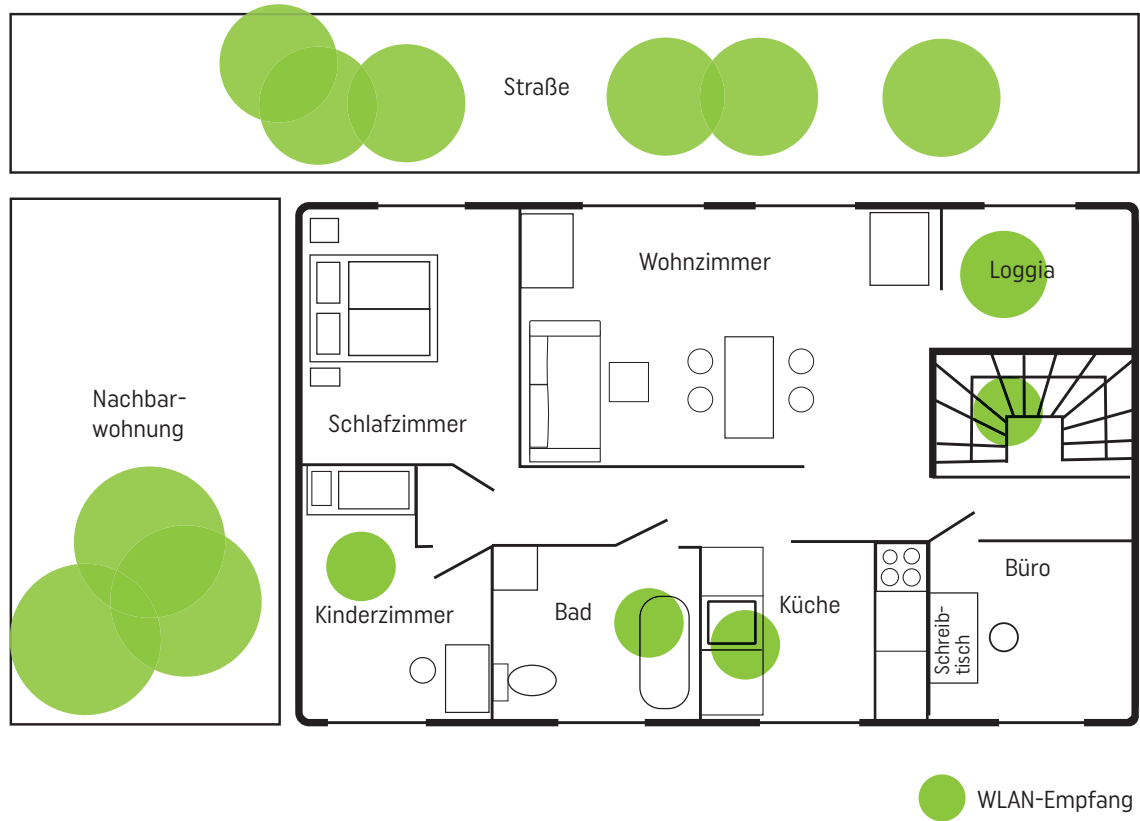 Straße
Wohnzimmer
Loggia
Nachbar-
wohnung
Schlafzimmer
Büro
Kinderzimmer
Bad
Küche
Schreib-
tisch
WLAN-Empfang